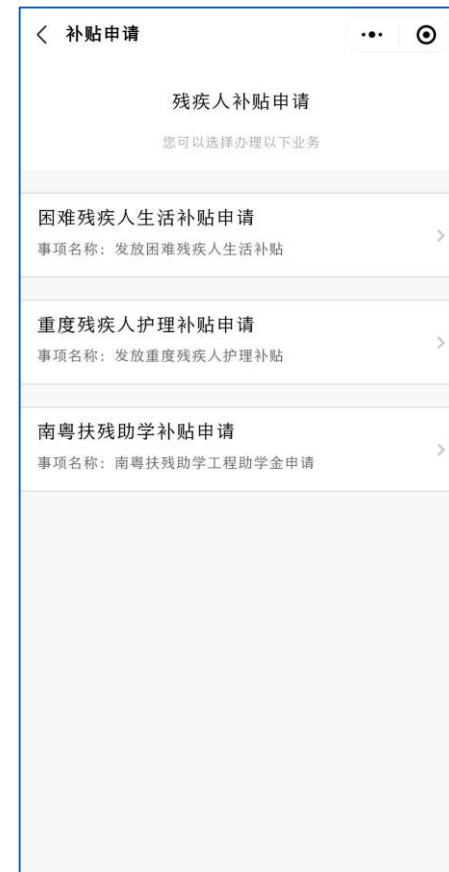 补贴申请
残疾人补贴申请
您可以选择办理以下业务
困难残疾人生活补贴申请
事项名称：发放困难残疾人生活补贴
重度残疾人护理补贴申请
事项名称：发放重度残疾人护理补贴
南粤扶残助学补贴申请
事项名称：南粤扶残助学工程助学金申请